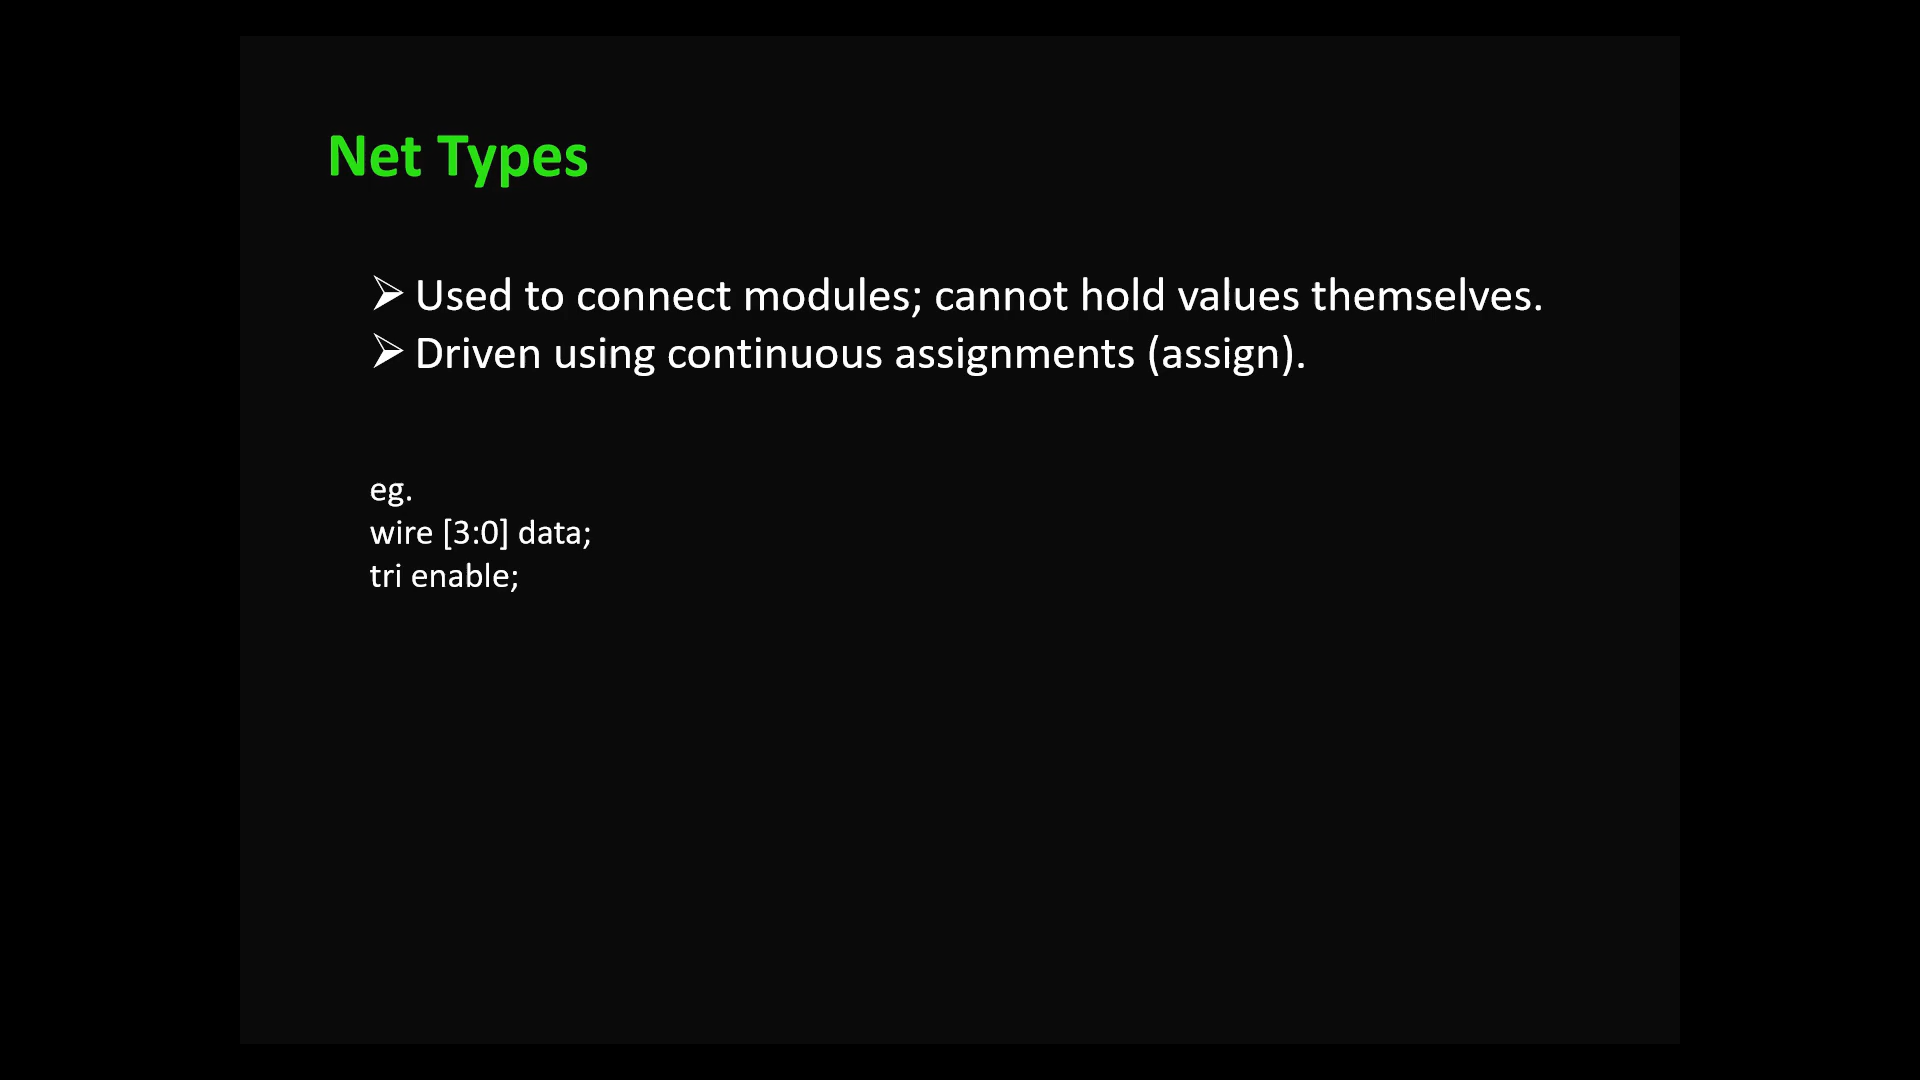 Net Types
➢ Used to connect modules; cannot hold values themselves.
➢ Driven using continuous assignments (assign).
eg.
wire [3:0] data;
tri enable;